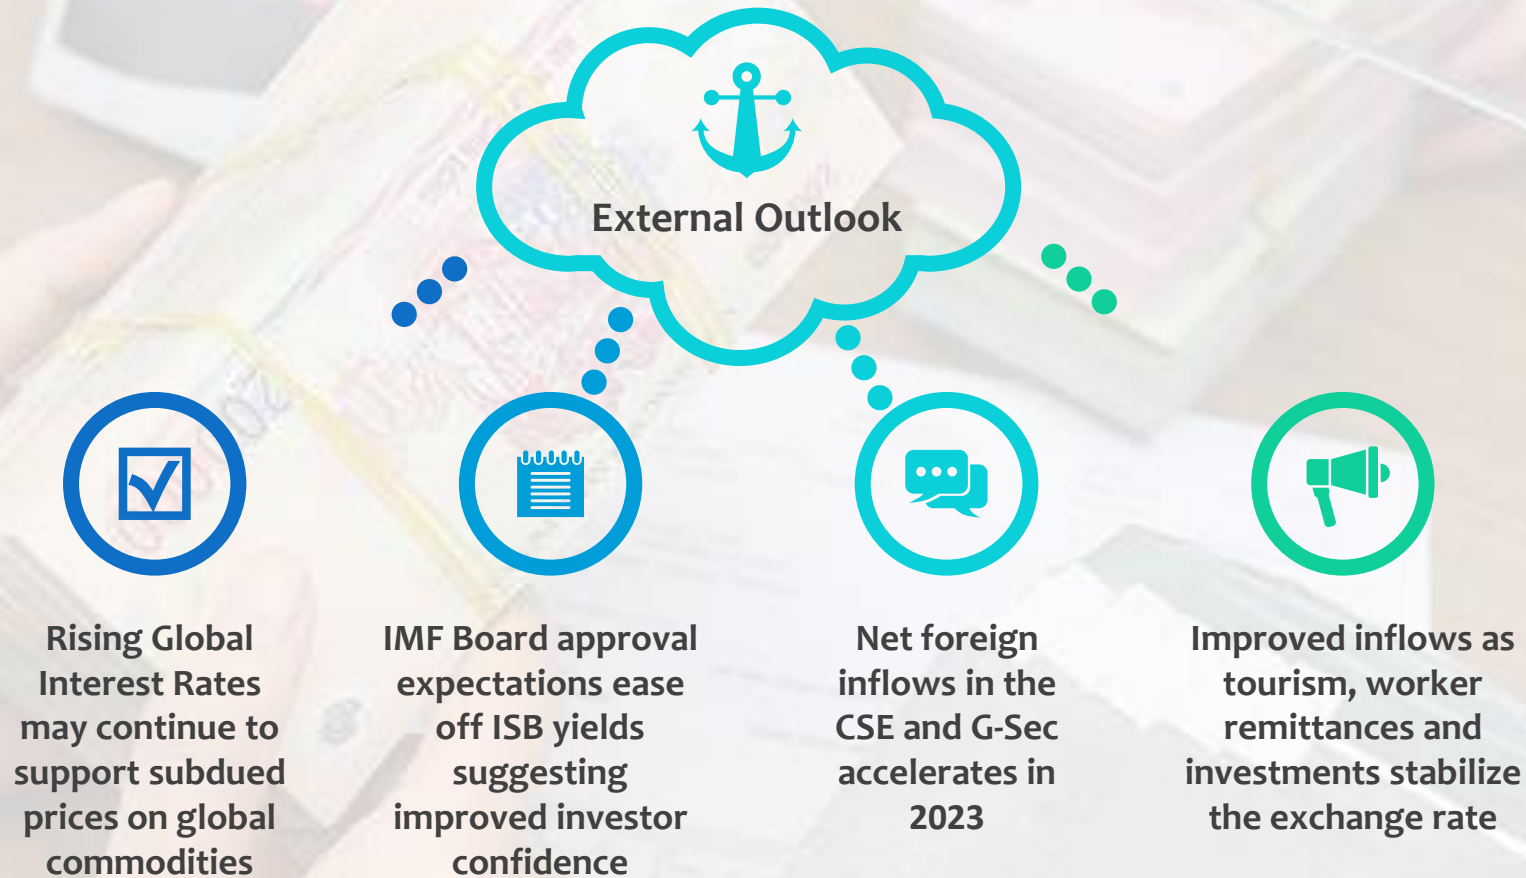 External Outlook
Rising Global
Interest Rates
may continue to
support subdued
prices on global
commodities
IMF Board approval
expectations ease
off ISB yields
suggesting
improved investor
confidence
Net foreign
inflows in the
CSE and G-Sec
accelerates in
2023
Improved inflows as
tourism, worker
remittances and
investments stabilize
the exchange rate